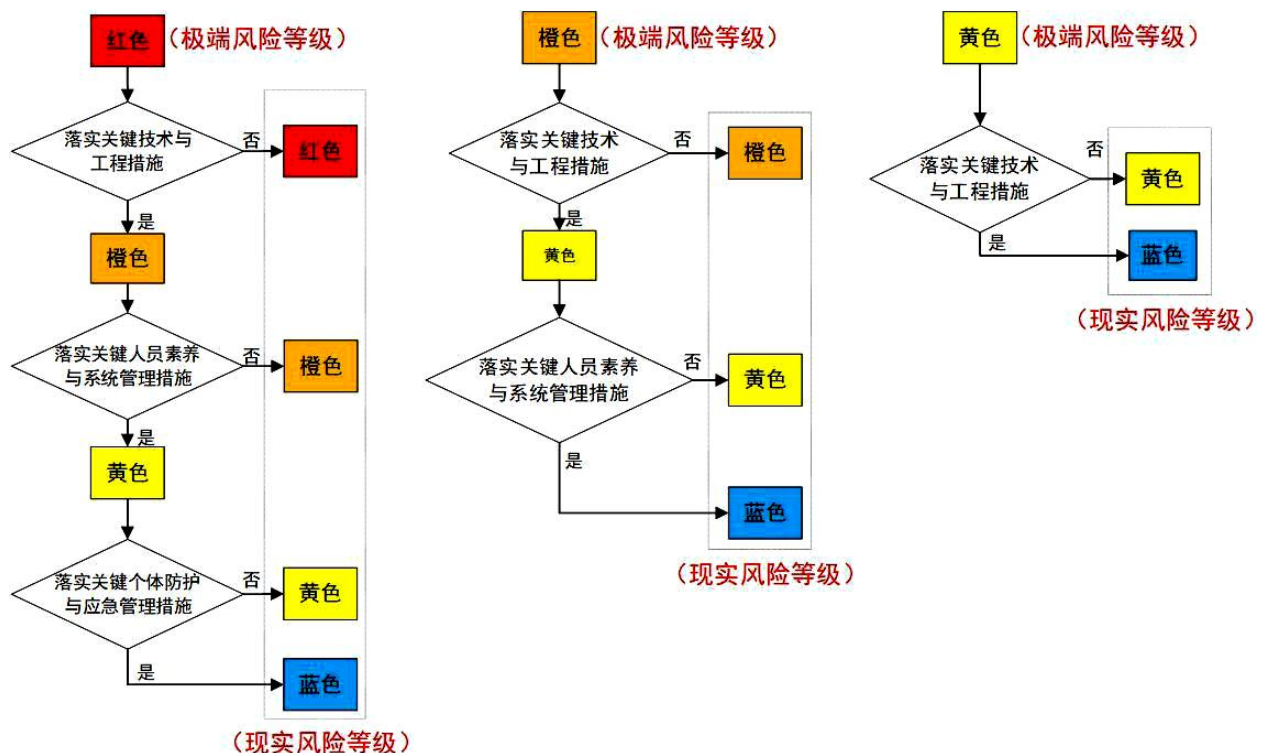 红色
（极端风险等级）
落实关键技术与
工程措施
否
红色
是
橙色
落实关键人员素养
与系统管理措施
否
橙色
是
黄色
落实关键个体防护
与应急管理措施
否
黄色
是
蓝色
（现实风险等级）
橙色
（极端风险等级）
落实关键技术
与工程措施
否
橙色
是
黄色
落实关键人员素养
与系统管理措施
否
黄色
是
蓝色
（现实风险等级）
黄色
（极端风险等级）
落实关键技术
与工程措施
否
黄色
是
蓝色
（现实风险等级）